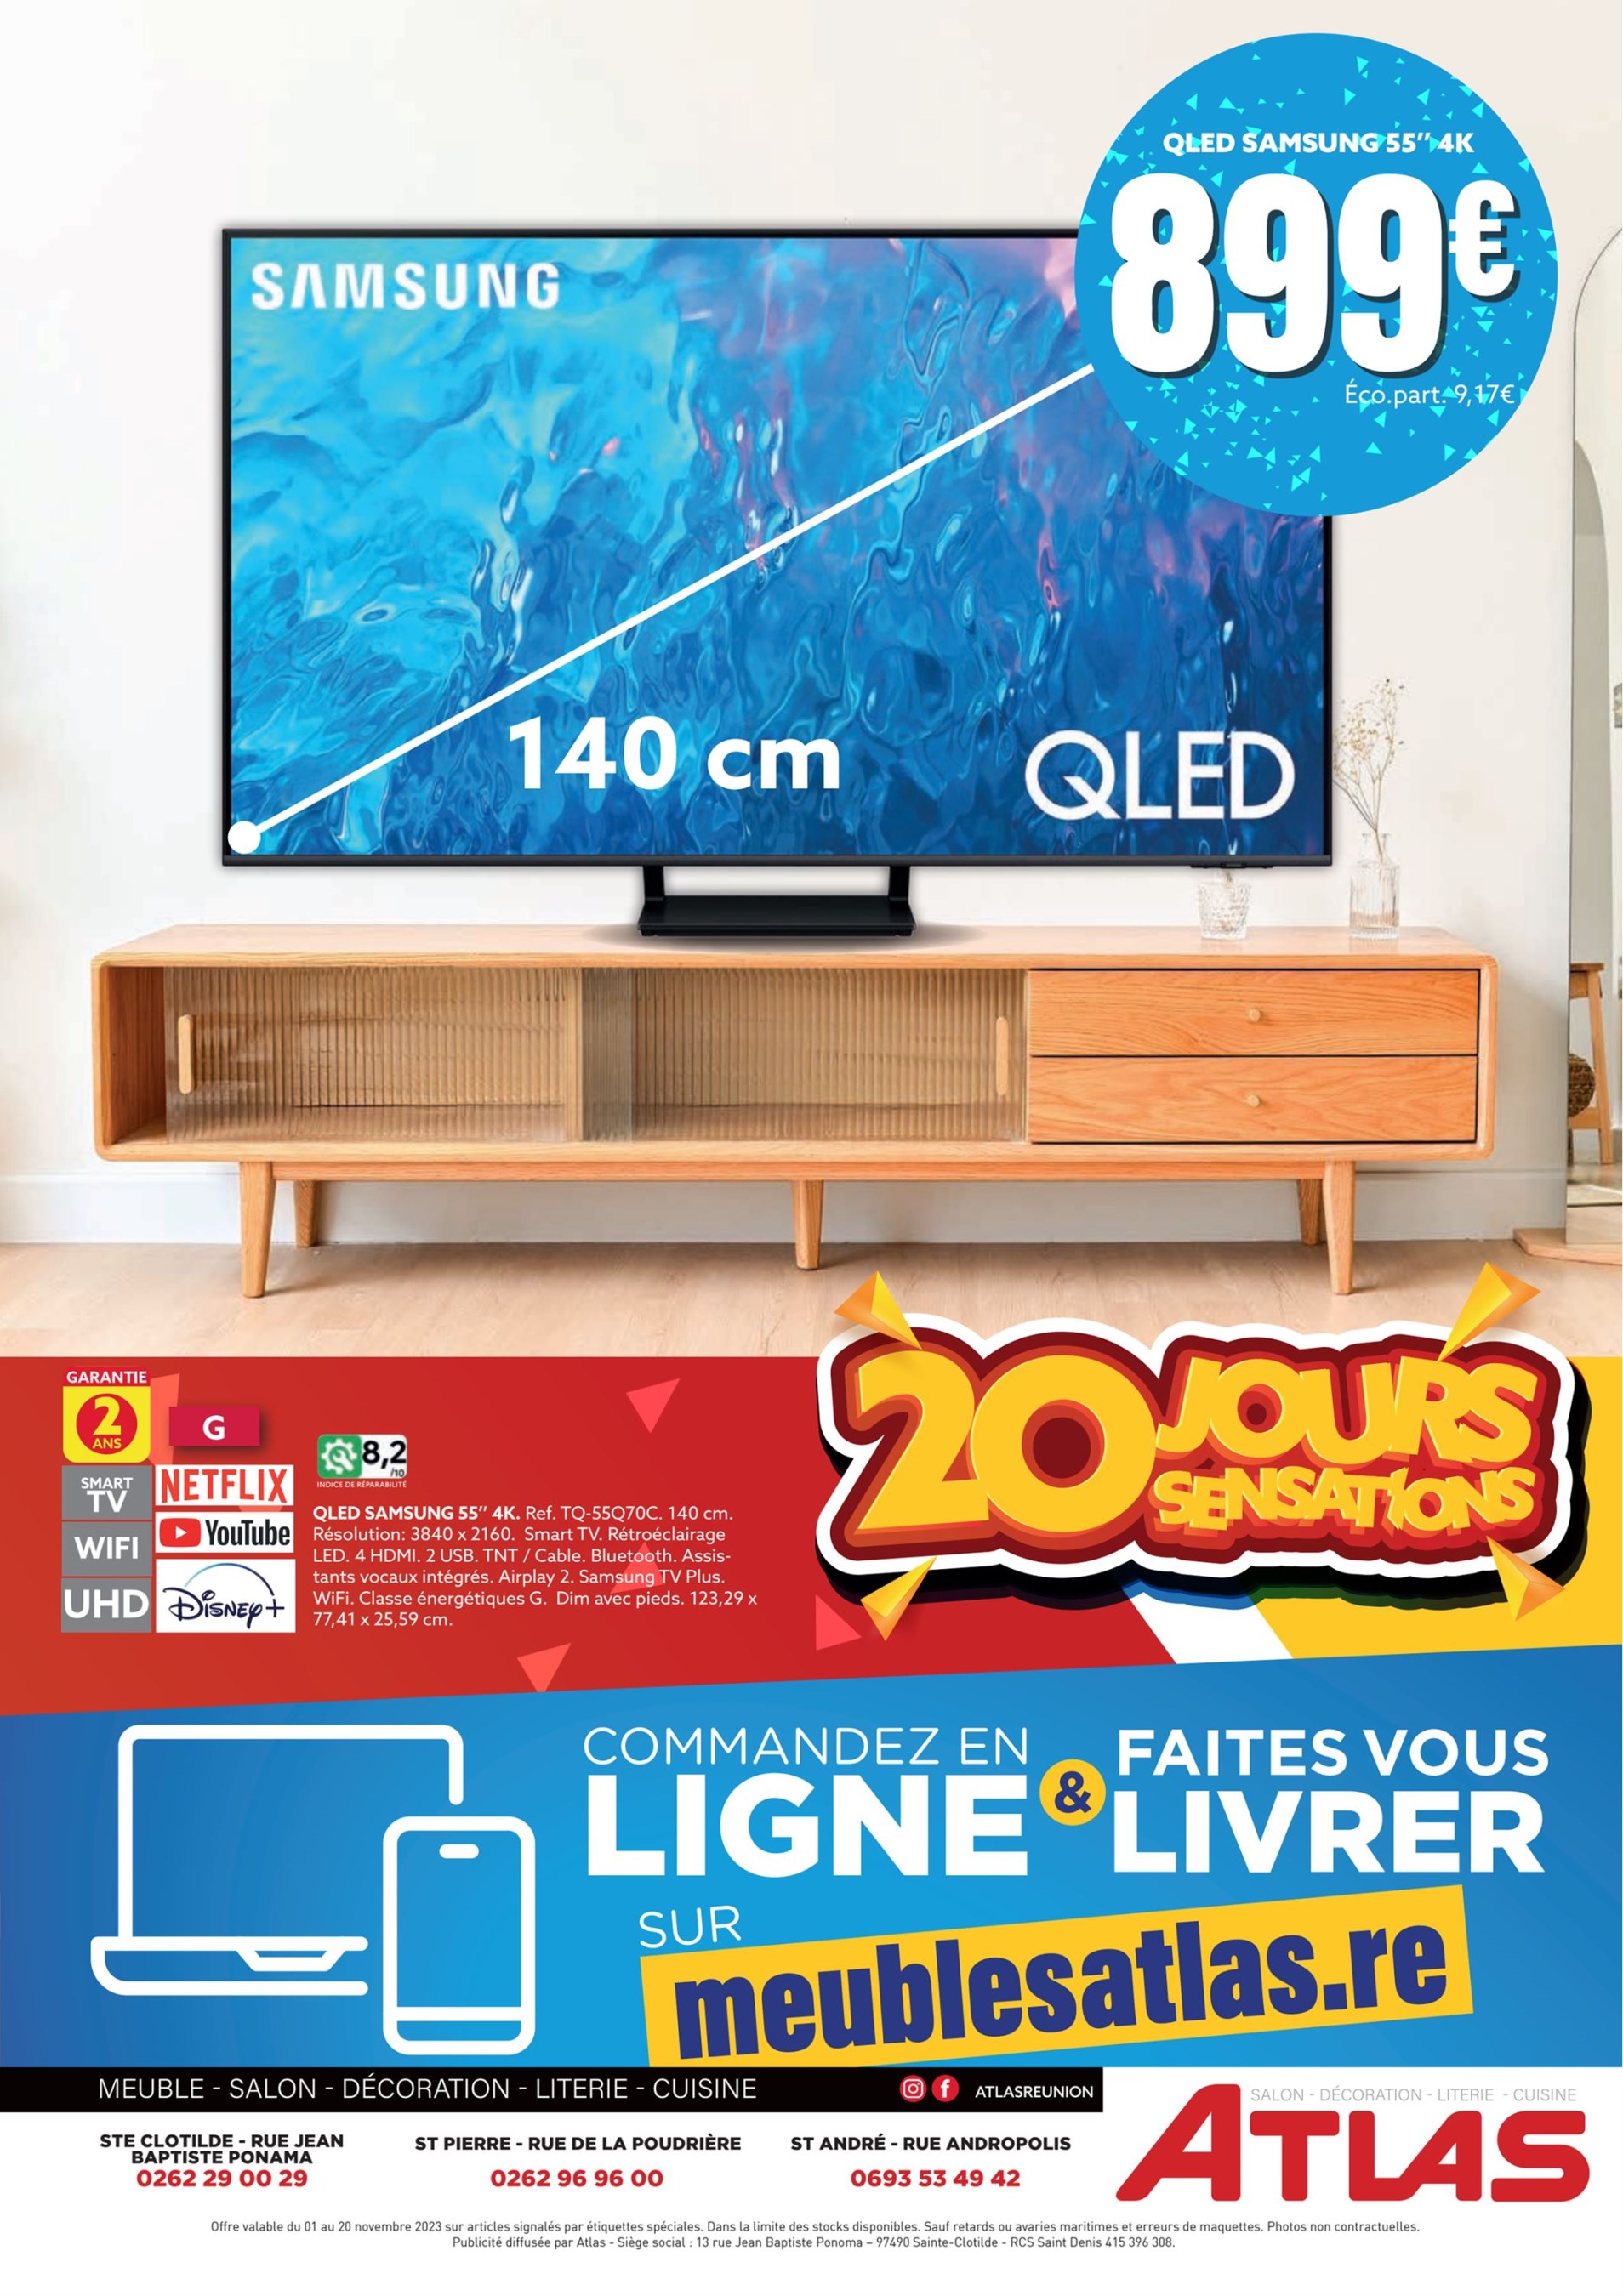 QLED SAMSUNG 55’’ 4K
899€
Éco.part. 9,17€
SAMSUNG
140 cm
QLED
20 JOURS
SENSATIONS
GARANTIE
2
ANS
G
8,2
/10
INDICE DE RÉPARABILITÉ
SMART
TV
NETFLIX
WIFI
YouTube
UHD
Disney+
QLED SAMSUNG 55’’ 4K. Ref. TQ-55Q70C. 140 cm.
Résolution: 3840 x 2160. Smart TV. Rétroéclairage
LED. 4 HDMI. 2 USB. TNT / Cable. Bluetooth. Assis-
tants vocaux intégrés. Airplay 2. Samsung TV Plus.
WiFi. Classe énergétiques G. Dim avec pieds. 123,29 x
77,41 x 25,59 cm.
COMMANDEZ EN
LIGNE
&
FAITES VOUS
LIVRER
SUR
meublesatlas.re
MEUBLE - SALON - DÉCORATION - LITERIE - CUISINE
ATLASREUNION
SALON - DÉCORATION - LITERIE - CUISINE
ATLAS
STE CLOTILDE - RUE JEAN
BAPTISTE PONAMA
0262 29 00 29
ST PIERRE - RUE DE LA POUDRIÈRE
0262 96 96 00
ST ANDRÉ - RUE ANDROPOLIS
0693 53 49 42
Offre valable du 01 au 20 novembre 2023 sur articles signalés par étiquettes spéciales. Dans la limite des stocks disponibles. Sauf retards ou avaries maritimes et erreurs de maquettes. Photos non contractuelles.
Publicité diffusée par Atlas - Siège social : 13 rue Jean Baptiste Ponoma – 97490 Sainte-Clotilde - RCS Saint Denis 415 396 308.